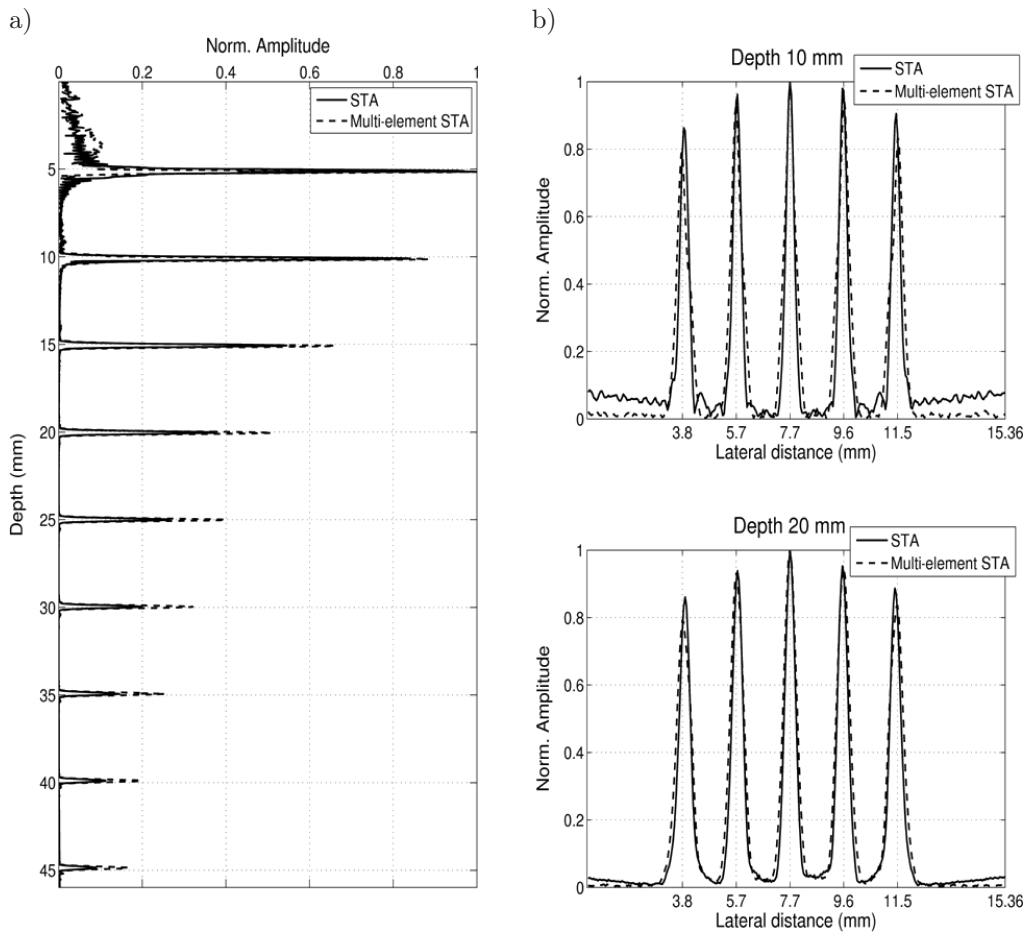 a)
Norm. Amplitude
0 0.2 0.4 0.6 0.8 1
STA
Multi-element STA
5
10
15
20
25
30
35
40
45
Depth (mm)
b)
Depth 10 mm
STA
Multi-element STA
1
0.8
0.6
0.4
0.2
0
Norm. Amplitude
3.8 5.7 7.7 9.6 11.5 15.36
Lateral distance (mm)
Depth 20 mm
STA
Multi-element STA
1
0.8
0.6
0.4
0.2
0
Norm. Amplitude
3.8 5.7 7.7 9.6 11.5 15.36
Lateral distance (mm)